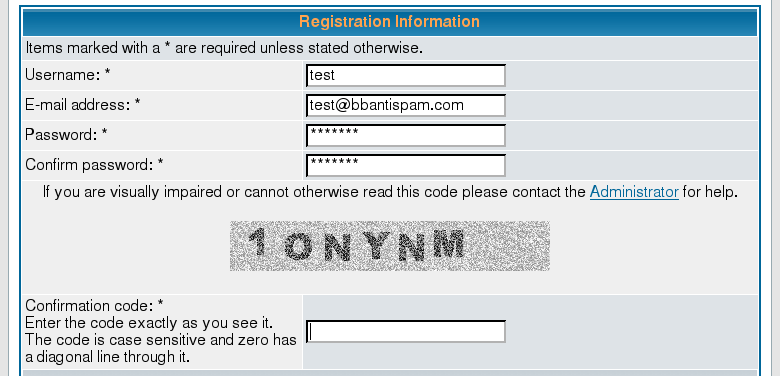 Registration Information
Items marked with a * are required unless stated otherwise.
Username: * test
E-mail address: * test@bbantispam.com
Password: * *******
Confirm password: * *******
If you are visually impaired or cannot otherwise read this code please contact the Administrator for help.
1ONYNM
Confirmation code: *
Enter the code exactly as you see it.
The code is case sensitive and zero has
a diagonal line through it.